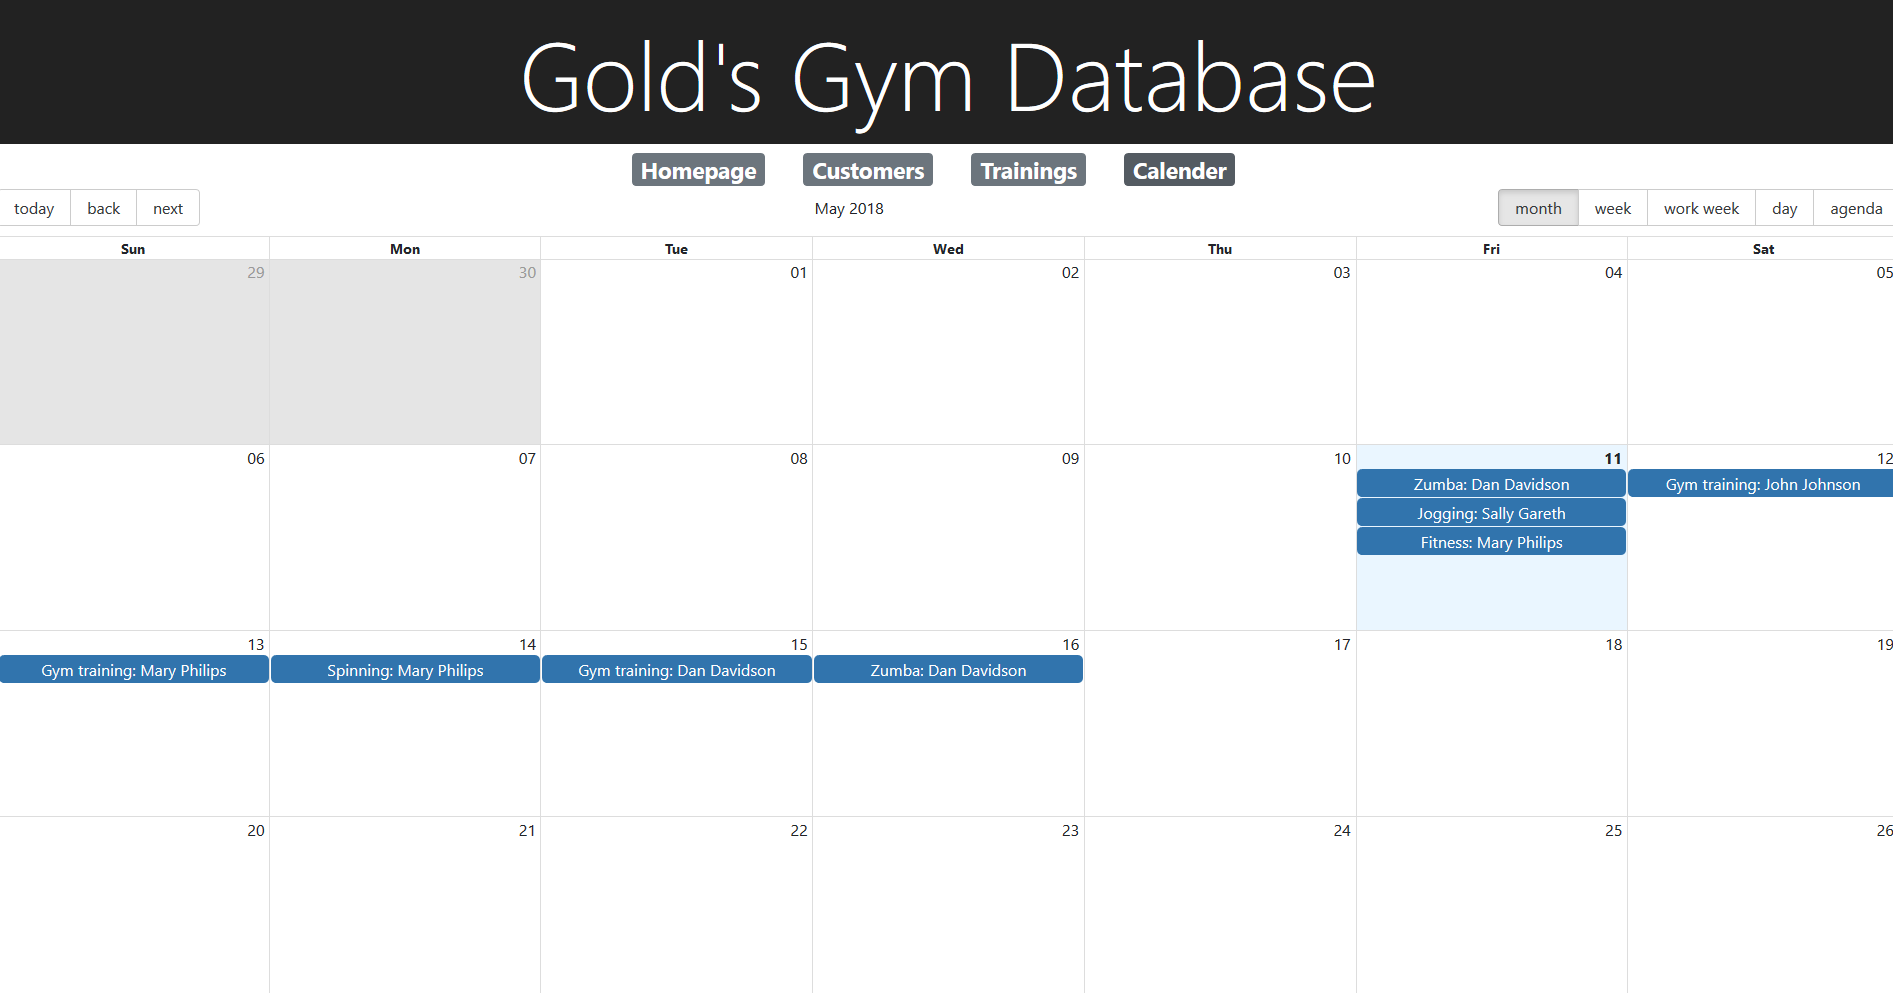 Gold's Gym Database
Homepage Customers Trainings Calender
today back next May 2018 month week work week day agenda
Sun Mon Tue Wed Thu Fri Sat
29 30 01 02 03 04 05
06 07 08 09 10 11 12
Zumba: Dan Davidson Gym training: John Johnson
Jogging: Sally Gareth
Fitness: Mary Philips
13 14 15 16 17 18 19
Gym training: Mary Philips Spinning: Mary Philips Gym training: Dan Davidson Zumba: Dan Davidson
20 21 22 23 24 25 26